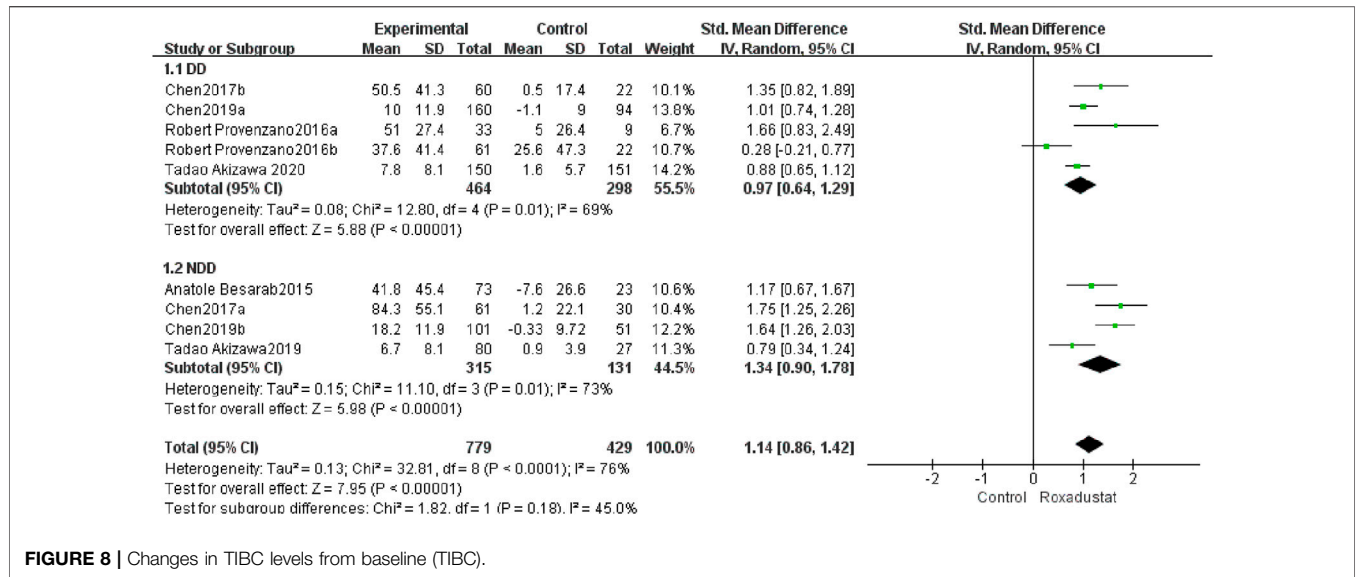 Experimental Control Std. Mean Difference Std. Mean Difference
Study or Subgroup Mean SD Total Mean SD Total Weight IV, Random, 95% CI IV, Random, 95% CI
1.1 DD
Chen2017b 50.5 41.3 60 0.5 17.4 22 10.1% 1.35 [0.82, 1.89]
Chen2019a 10 11.9 160 -1.1 9 94 13.8% 1.01 [0.74, 1.28]
Robert Provenzano2016a 51 27.4 33 5 26.4 9 6.7% 1.66 [0.83, 2.49]
Robert Provenzano2016b 37.6 41.4 61 25.6 47.3 22 10.7% 0.28 [-0.21, 0.77]
Tadao Akizawa 2020 7.8 8.1 150 1.6 5.7 151 14.2% 0.88 [0.65, 1.12]
Subtotal (95% CI) 464 298 55.5% 0.97 [0.64, 1.29]
Heterogeneity: Tau² = 0.08; Chi² = 12.80, df = 4 (P = 0.01); I² = 69%
Test for overall effect: Z = 5.88 (P < 0.00001)
1.2 NDD
Anatole Besarab2015 41.8 45.4 73 -7.6 26.6 23 10.6% 1.17 [0.67, 1.67]
Chen2017a 84.3 55.1 61 1.2 22.1 30 10.4% 1.75 [1.25, 2.26]
Chen2019b 18.2 11.9 101 -0.33 9.72 51 12.2% 1.64 [1.26, 2.03]
Tadao Akizawa2019 6.7 8.1 80 0.9 3.9 27 11.3% 0.79 [0.34, 1.24]
Subtotal (95% CI) 315 131 44.5% 1.34 [0.90, 1.78]
Heterogeneity: Tau² = 0.15; Chi² = 11.10, df = 3 (P = 0.01); I² = 73%
Test for overall effect: Z = 5.98 (P < 0.00001)
Total (95% CI) 779 429 100.0% 1.14 [0.86, 1.42]
Heterogeneity: Tau² = 0.13; Chi² = 32.81, df = 8 (P < 0.0001); I² = 76%
Test for overall effect: Z = 7.95 (P < 0.00001)
Test for subgroup differences: Chi² = 1.82, df = 1 (P = 0.18), I² = 45.0%
-2 -1 0 1 2
Control Roxadustat
FIGURE 8 | Changes in TIBC levels from baseline (TIBC).